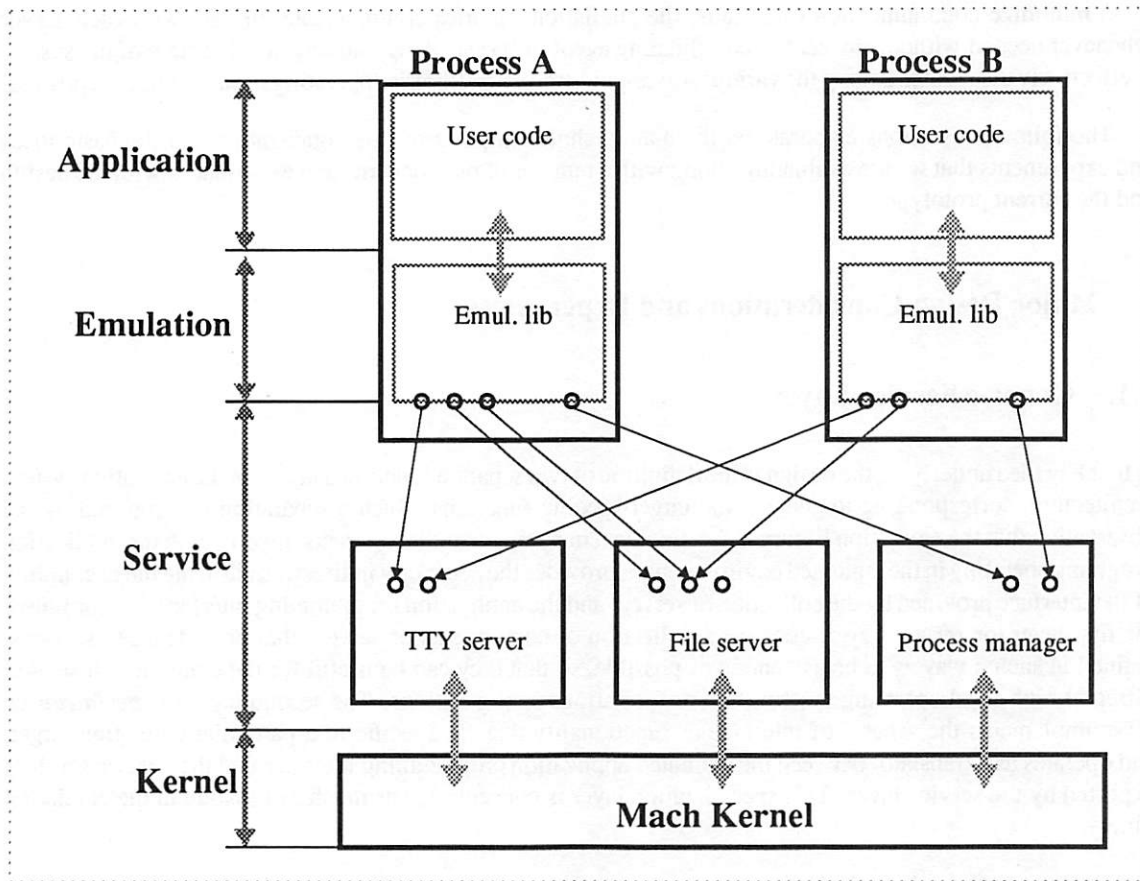 Process A
Process B
User code
User code
Application
Emulation
Emul. lib
Emul. lib
Service
TTY server
File server
Process manager
Kernel
Mach Kernel